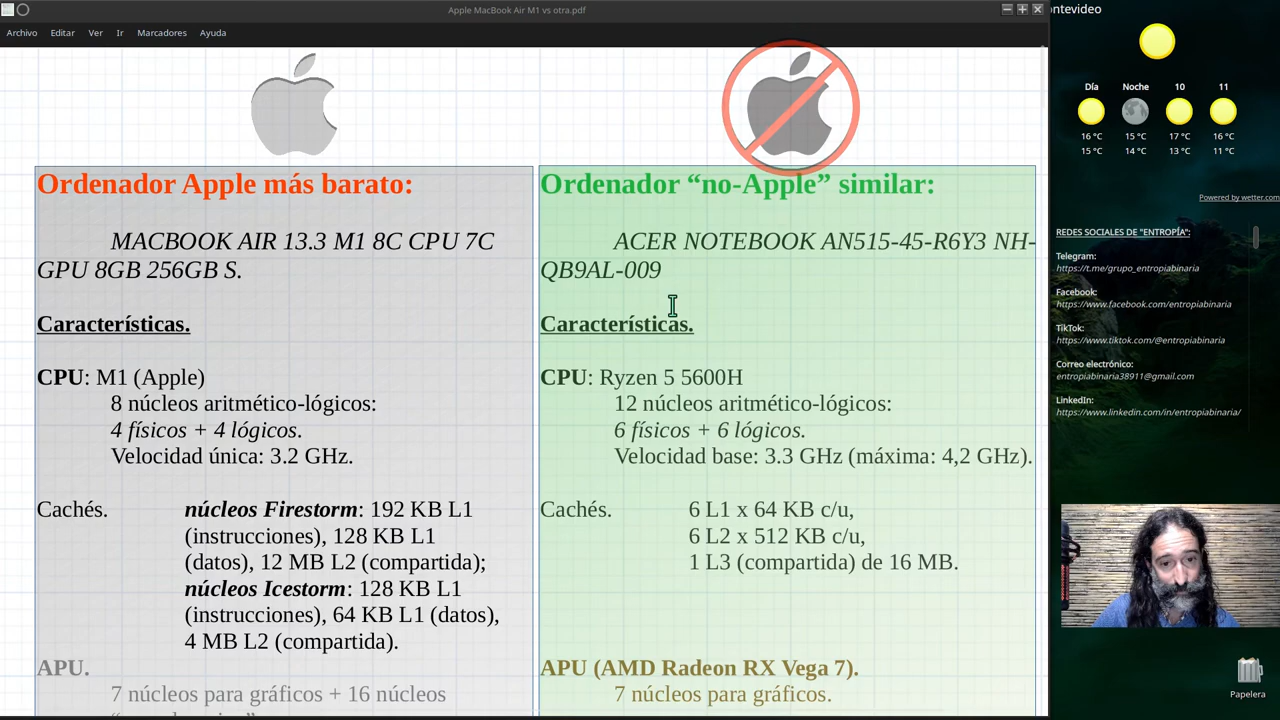 Apple MacBook Air M1 vs otra.pdf
Archivo Editar Ver Ir Marcadores Ayuda
Ordenador Apple más barato:
MACBOOK AIR 13.3 M1 8C CPU 7C
GPU 8GB 256GB S.
Características.
CPU: M1 (Apple)
8 núcleos aritmético-lógicos:
4 físicos + 4 lógicos.
Velocidad única: 3.2 GHz.
Cachés. núcleos Firestorm: 192 KB L1
(instrucciones), 128 KB L1
(datos), 12 MB L2 (compartida);
núcleos Icestorm: 128 KB L1
(instrucciones), 64 KB L1 (datos),
4 MB L2 (compartida).
APU.
7 núcleos para gráficos + 16 núcleos
Ordenador “no-Apple” similar:
ACER NOTEBOOK AN515-45-R6Y3 NH-
QB9AL-009
Características.
CPU: Ryzen 5 5600H
12 núcleos aritmético-lógicos:
6 físicos + 6 lógicos.
Velocidad base: 3.3 GHz (máxima: 4,2 GHz).
Cachés. 6 L1 x 64 KB c/u,
6 L2 x 512 KB c/u,
1 L3 (compartida) de 16 MB.
APU (AMD Radeon RX Vega 7).
7 núcleos para gráficos.
ontevideo
Día Noche 10 11
16 °C 15 °C 17 °C 16 °C
15 °C 14 °C 13 °C 11 °C
Powered by wetter.com
REDES SOCIALES DE "ENTROPÍA":
Telegram:
https://t.me/grupo_entropiabinaria
Facebook:
https://www.facebook.com/entropiabinaria
TikTok:
https://www.tiktok.com/@entropiabinaria
Correo electrónico:
entropiabinaria38911@gmail.com
LinkedIn:
https://www.linkedin.com/in/entropiabinaria/
Papelera